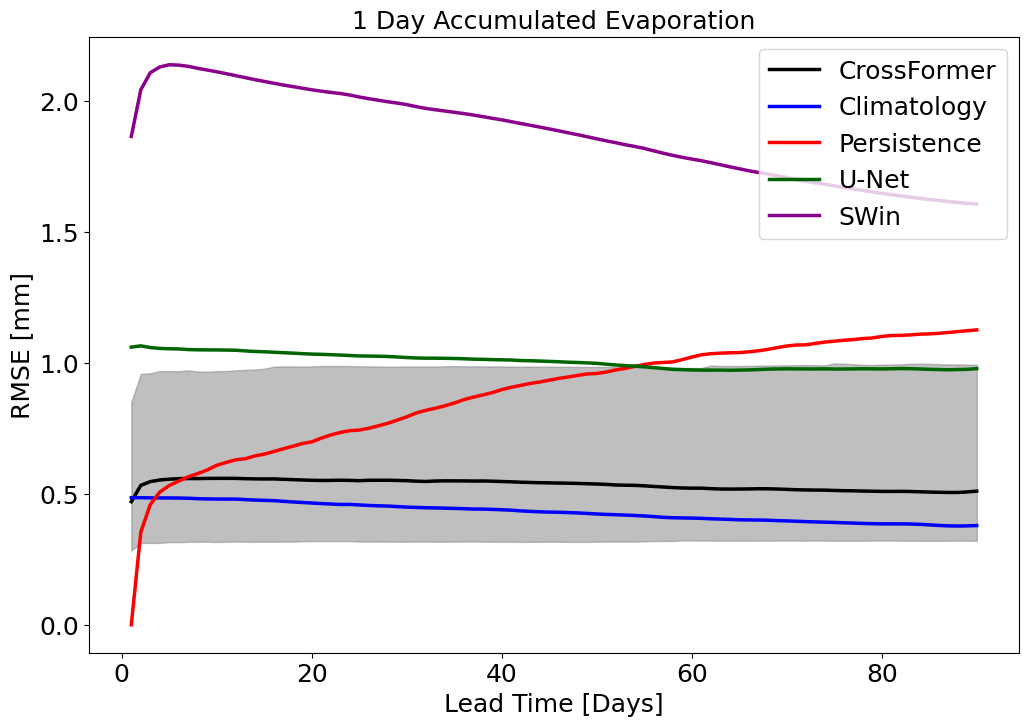 1 Day Accumulated Evaporation
CrossFormer
Climatology
Persistence
U-Net
SWin
RMSE [mm]
2.0
1.5
1.0
0.5
0.0
0
20
40
60
80
Lead Time [Days]